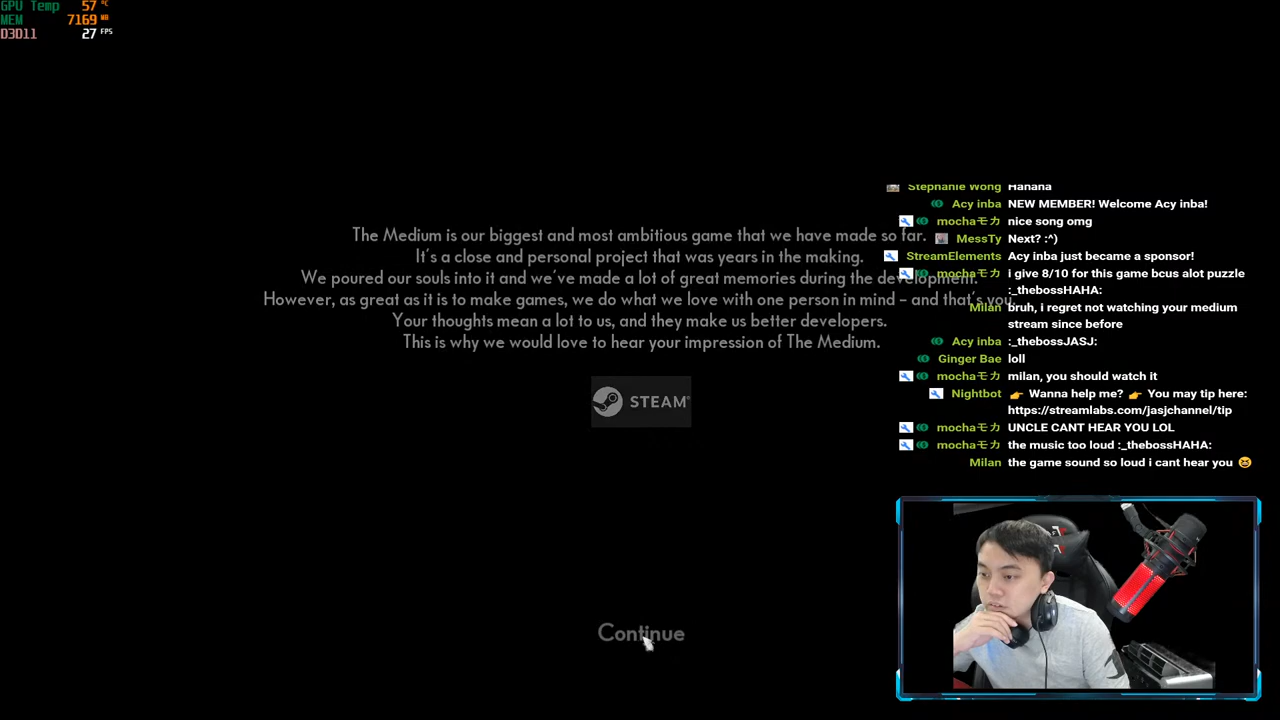 GPU Temp 57 °C
MEM 7169 MB
D3D11 27 FPS
The Medium is our biggest and most ambitious game that we have made so far.
It's a close and personal project that was years in the making.
We poured our souls into it and we've made a lot of great memories during the development.
However, as great as it is to make games, we do what we love with one person in mind – and that's you.
Your thoughts mean a lot to us, and they make us better developers.
This is why we would love to hear your impression of The Medium.
STEAM
Continue
Stephanie Wong Hahaha
Acy inba NEW MEMBER! Welcome Acy inba!
mochaモカ nice song omg
MessTy Next? :^)
StreamElements Acy inba just became a sponsor!
mochaモカ i give 8/10 for this game bcus alot puzzle
:_thebossHAHA:
Milan bruh, i regret not watching your medium
stream since before
Acy inba :_thebossJASJ:
Ginger Bae loll
mochaモカ milan, you should watch it
Nightbot 👉 Wanna help me? 👉 You may tip here:
https://streamlabs.com/jasjchannel/tip
mochaモカ UNCLE CANT HEAR YOU LOL
mochaモカ the music too loud :_thebossHAHA:
Milan the game sound so loud i cant hear you 😆